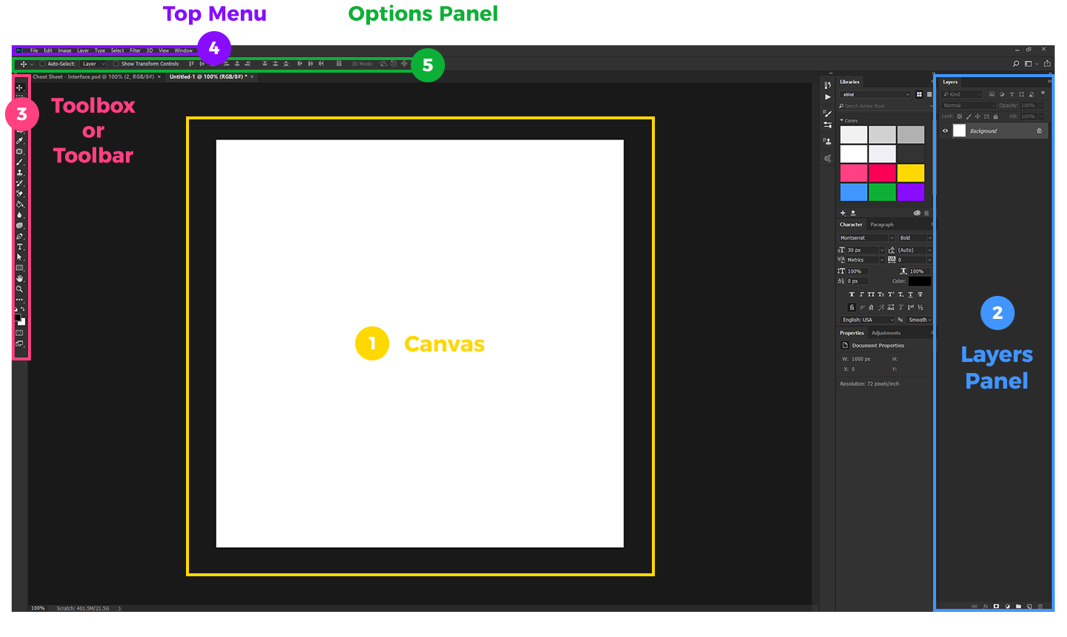 Top Menu
Options Panel
File Edit Image Layer Type Select Filter 3D View Window
4
Auto-Select: Layer Show Transform Controls 3D Mode:
5
Cheat Sheet - Interface.psd @ 100% (2, RGB/8#) × Untitled-1 @ 100% (RGB/8#) * ×
3
Toolbox
or
Toolbar
1
Canvas
Libraries
Search Adobe Stock
Colors
Character Paragraph
Montserrat Bold
30 px (Auto)
Metrics 0
100% 100%
0 px Color:
English: USA Smooth
Properties Adjustments
Document Properties
W: 1000 px H:
X: 0 Y:
Resolution: 72 pixels/inch
Layers
Kind
Normal Opacity: 100%
Lock: Fill: 100%
Background
2
Layers
Panel
100% Scratch: 401.5M/21.5G